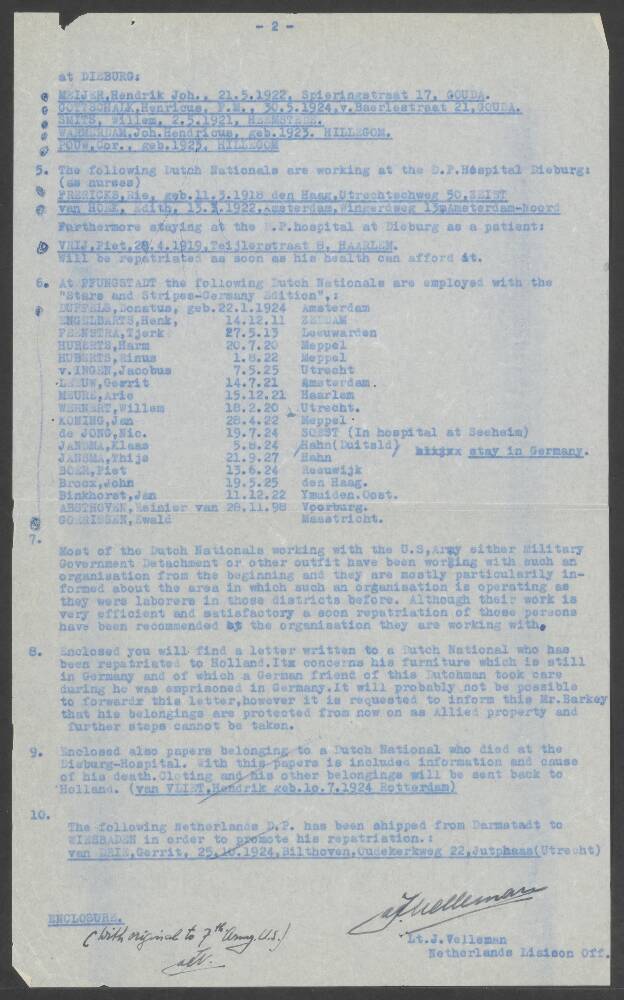 - 2 -
at DIEBURG:
MEIJER,Hendrik Joh., 21.5.1922, Spieringstraat 17, GOUDA.
GOTTSCHALK,Henricus, F.M., 30.5.1924,v.Baerlestraat 21,GOUDA.
SMITS, Willem, 2.5.1921, HEEMSTEDE.
WARMERDAM,Joh.Hendricus, geb.1923. HILLEGOM.
POUW,Cor., geb.1923, HILLEGOM
5. The following Dutch Nationals are working at the D.P.Hospital Dieburg:
(as nurses)
FRERICKS,Rie, geb.11.3.1918 den Haag,Utrechtschweg 50,ZEIST
van HOEK, Edith, 1922,Amsterdam,Wingerdweg Amsterdam-Noord
Furthermore staying at the D.P.hospital at Dieburg as a patient:
VRIJ,Piet,28.4.1919,Teijlerstraat 8, HAARLEM.
Will be repatriated as soon as his health can afford it.
6. At PFUNGSTADT the following Dutch Nationals are employed with the
"Stars and Stripes-Germany Edition",:
DUFFELS,Donatus, geb.22.1.1924 Amsterdam
ENGELBARTS,Henk, 14.12.11 ZEIDAM
FEENSTRA,Tjerk 27.5.13 Leeuwarden
HUBERTS,Harm 20.7.20 Meppel
HUBERTS,Rinus 1.8.22 Meppel
v.INGEN,Jacobus 7.5.25 Utrecht
LEEUW,Gerrit 14.7.21 Amsterdam.
MEURE,Arie 15.12.21 Haarlem
WERNERT,Willem 18.2.20 Utrecht.
KONING,Jan 28.4.22 Meppel.
de JONG,Nic. 19.7.24 SOEST (In hospital at Seeheim)
JANSMA,Klaas 5.8.24 Hahn(Duitsld)
JANSMA,Thijs 21.9.27 Hahn stay in Germany.
BOER,Piet 13.6.24 Reeuwijk
Brocx,John 19.5.25 den Haag.
Binkhorst,Jan 11.12.22 Ymuiden.Oost.
ABSTHOVEN,Reinier van 28.11.98 Voorburg.
GOERISSEN,Ewald Maastricht.
7.
Most of the Dutch Nationals working with the U.S,Army either Military
Government Detachment or other outfit have been working with such an
organisation from the beginning and they are mostly particularily in-
formed about the area in which such an organisation is operating as
they were laborers in those districts before. Although their work is
very efficient and satisfactory a soon repatriation of those persons
have been recommended by the organisation they are working with.
8. Enclosed you will find a letter written to a Dutch National who has
been repatriated to Holland.Itx concerns his furniture which is still
in Germany and of which a German friend of this Dutchman took care
during he was emprisoned in Germany.It will probably not be possible
to forwardx this letter,however it is requested to inform this Mr.Barkey
that his belongings are protected from now on as Allied property and
further steps cannot be taken.
9. Enclosed also papers belonging to a Dutch National who died at the
Dieburg-Hospital. With this papers is included information and cause
of his death.Cloting and his other belongings will be sent back to
Holland. (van VLIET,Hendrik geb.10.7.1924 Rotterdam)
10.
The following Netherlands D.P. has been shipped from Darmstadt to
WIESBADEN in order to promote his repatriation.:
van DRIE,Gerrit, 25.10.1924,Bilthoven,Oudekerkweg 22,Jutphaas(Utrecht)
ENCLOSURE.
(With original to 7th Army U.S.)
JVelleman
Lt.J.Velleman
Netherlands Liaison Off.